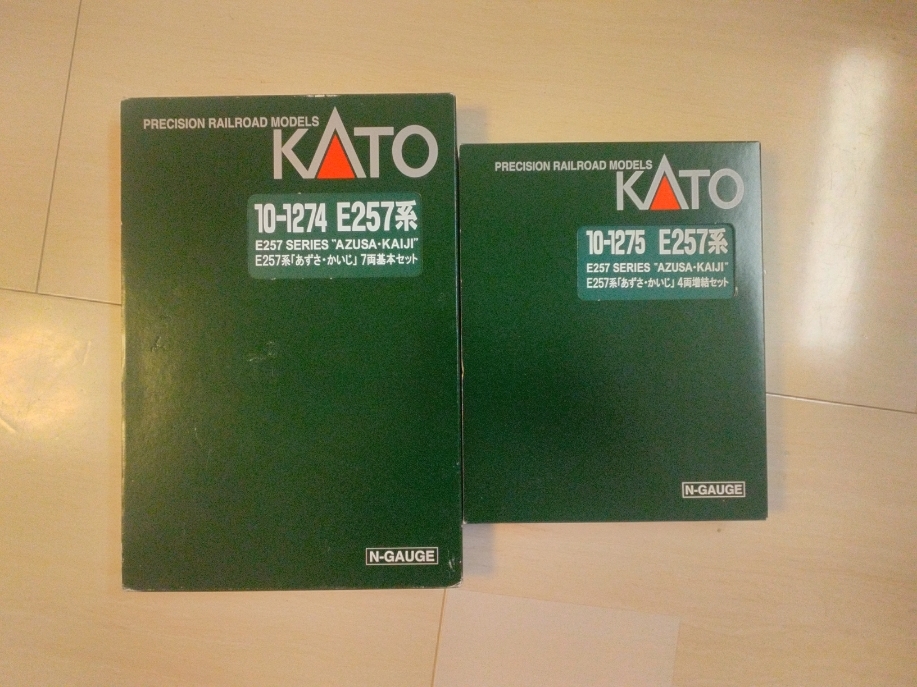 PRECISION RAILROAD MODELS
KATO
10-1274 E257系
E257 SERIES "AZUSA・KAIJI"
E257系「あずさ・かいじ」7両基本セット
N-GAUGE
PRECISION RAILROAD MODELS
KATO
10-1275 E257系
E257 SERIES "AZUSA・KAIJI"
E257系「あずさ・かいじ」4両増結セット
N-GAUGE